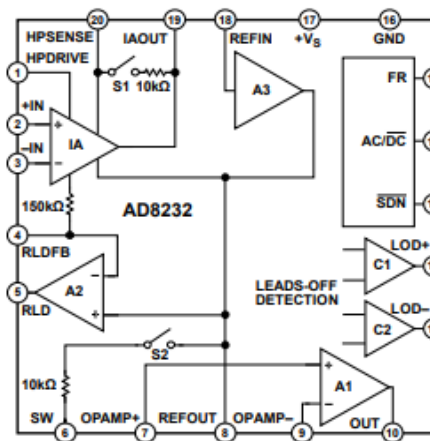 20 19 18 17 16
HPSENSE IAOUT REFIN +VS GND
HPDRIVE
1
S1 10kΩ
A3
FR
+IN
2
+
IA
AC/DC
–IN
3
–
150kΩ
AD8232
SDN
4
RLDFB
–
C1
LOD+
5
RLD
A2
LEADS-OFF
DETECTION
+
C2
LOD–
S2
10kΩ
+
A1
–
SW OPAMP+ REFOUT OPAMP– OUT
6 7 8 9 10